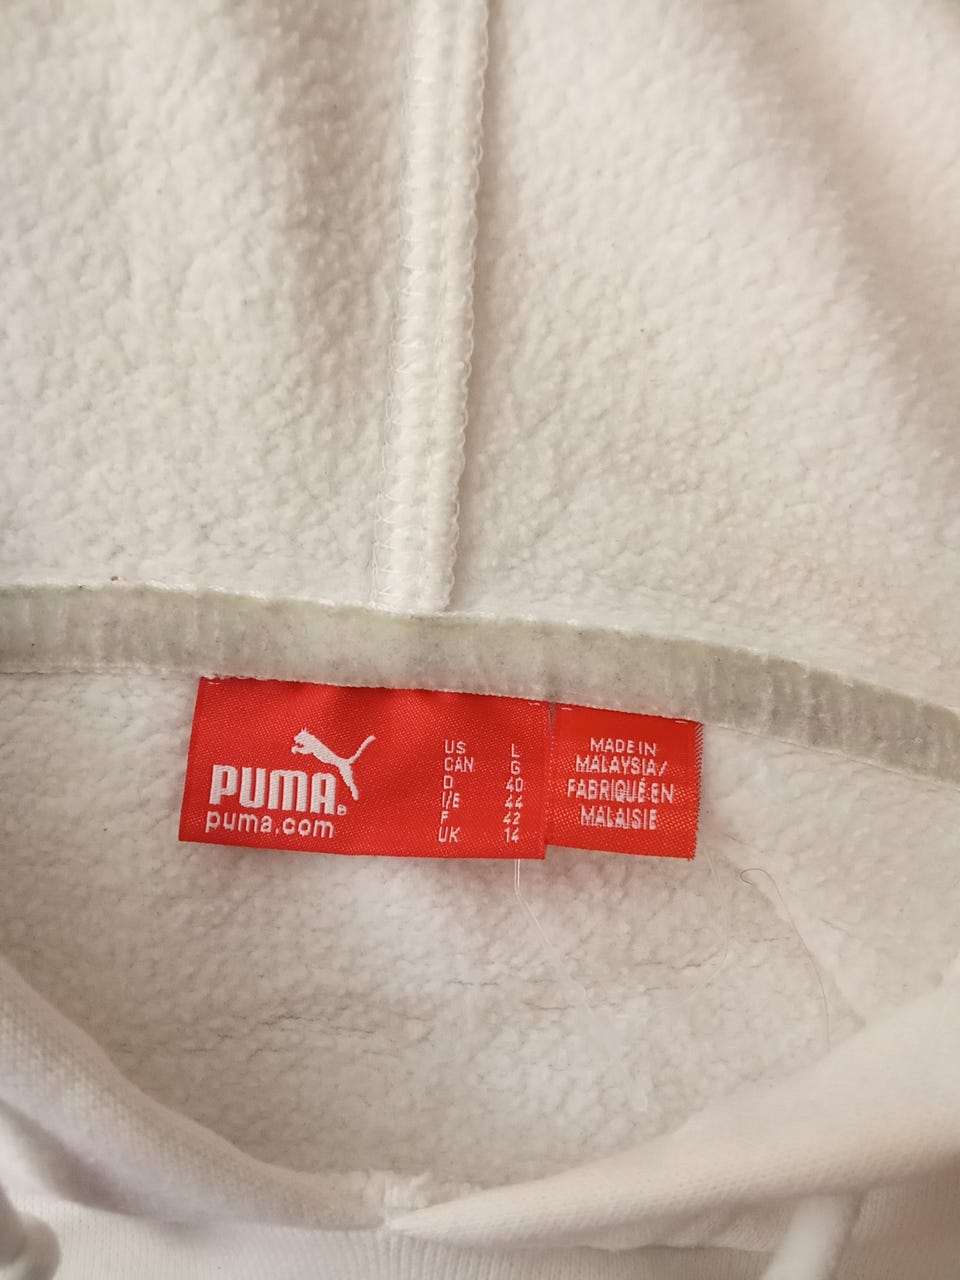 PUMA®
puma.com
US L
CAN G
D 40
I/E 44
F 42
UK 14
MADE IN
MALAYSIA/
FABRIQUÉ EN
MALAISIE